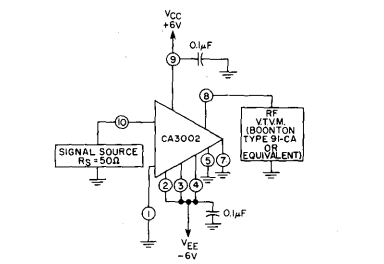 VCC
+6V
0.1µF
9
8
10
CA3002
RF
V.T.V.M.
(BOONTON
TYPE 91-CA
OR
EQUIVALENT)
SIGNAL SOURCE
RS = 50Ω
5
7
2
3
4
1
0.1µF
VEE
-6V